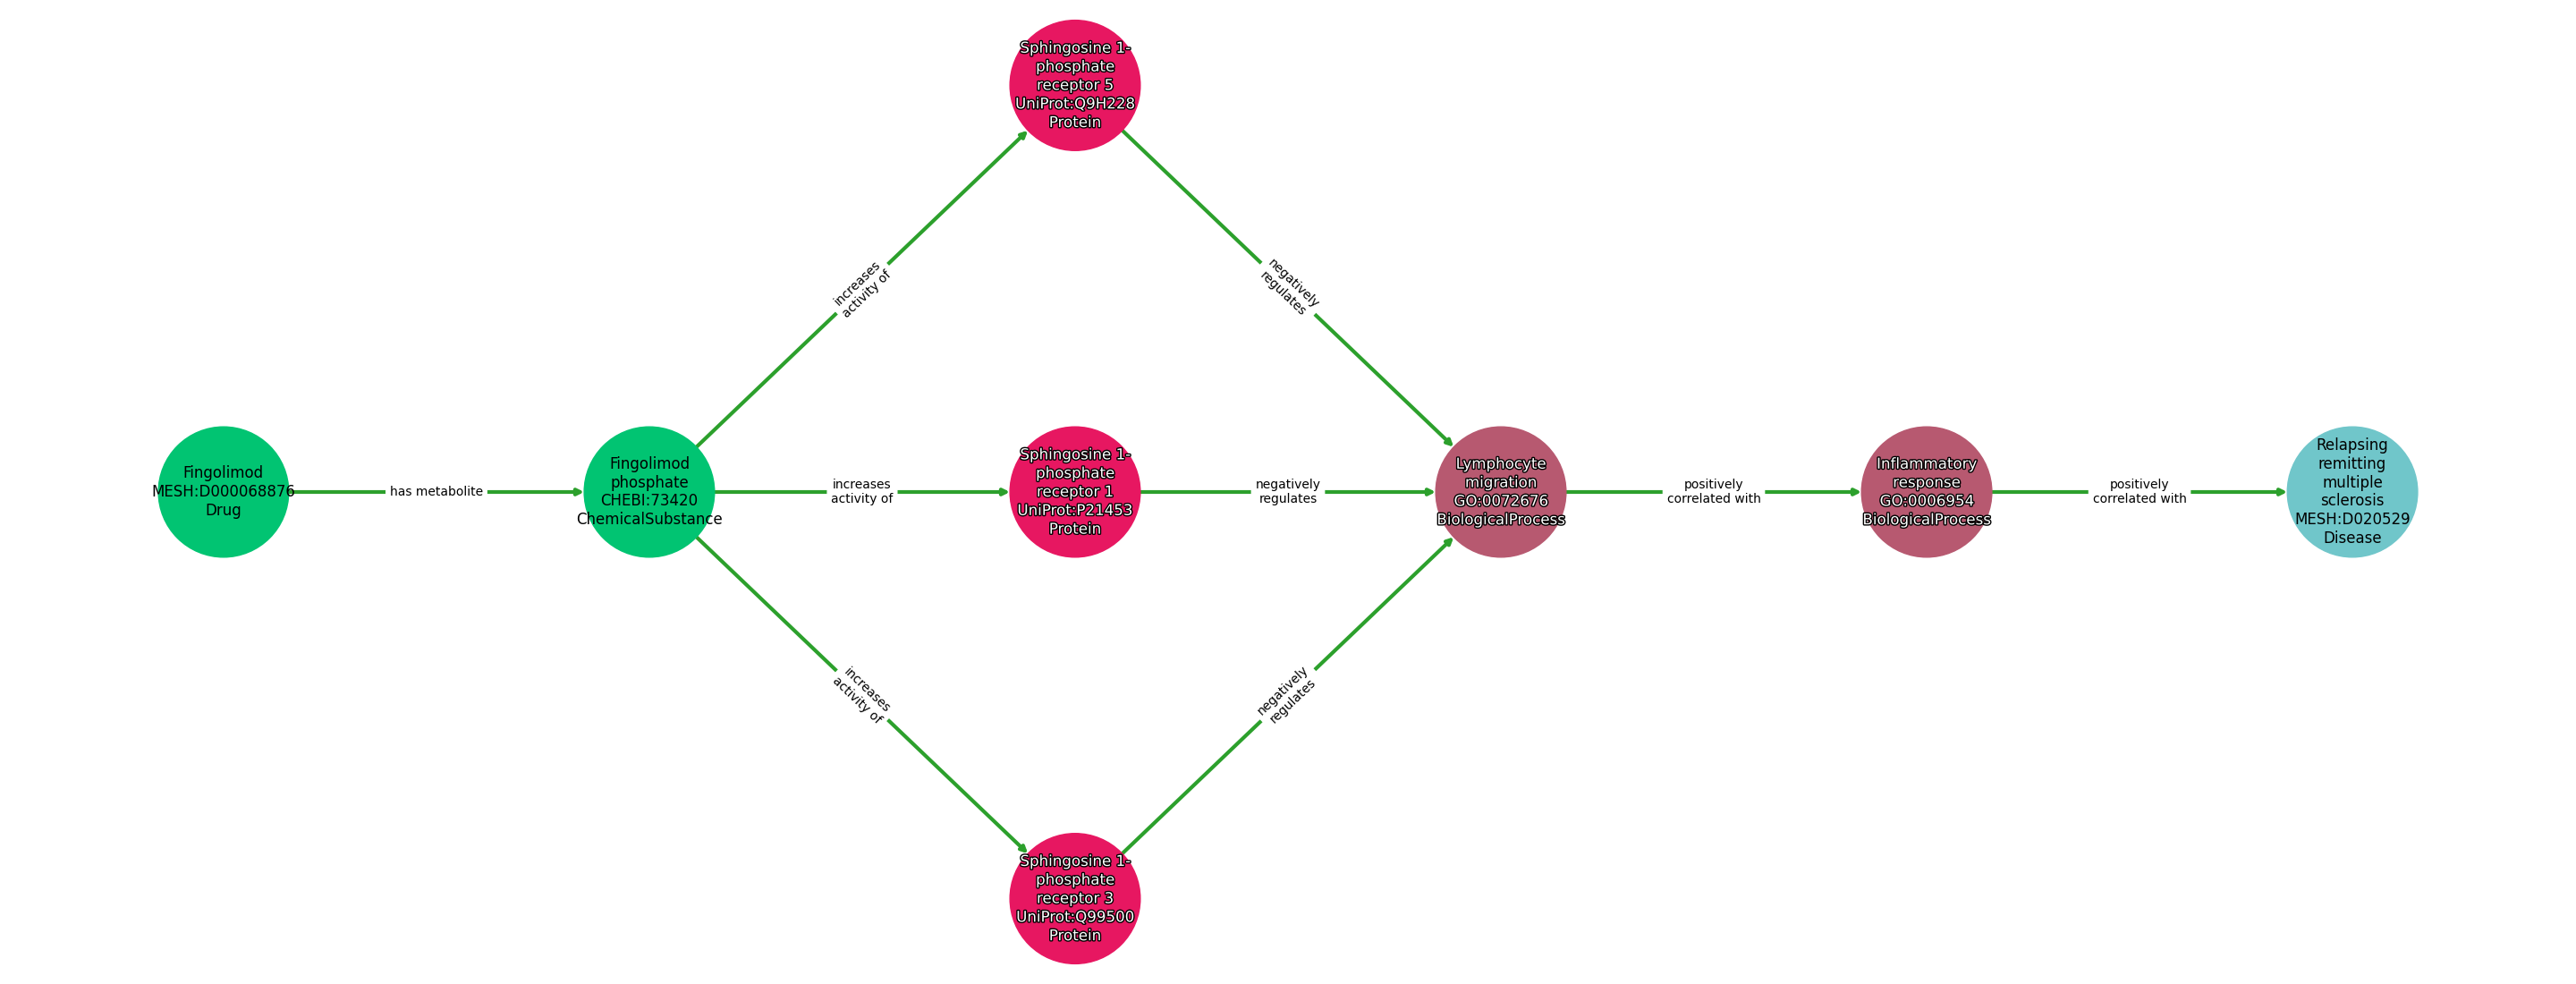 Sphingosine 1-
phosphate
receptor 5
UniProt:Q9H228
Protein
increases
activity of
negatively
regulates
Fingolimod
MESH:D000068876
Drug
has metabolite
Fingolimod
phosphate
CHEBI:73420
ChemicalSubstance
increases
activity of
Sphingosine 1-
phosphate
receptor 1
UniProt:P21453
Protein
negatively
regulates
Lymphocyte
migration
GO:0072676
BiologicalProcess
positively
correlated with
Inflammatory
response
GO:0006954
BiologicalProcess
positively
correlated with
Relapsing
remitting
multiple
sclerosis
MESH:D020529
Disease
increases
activity of
negatively
regulates
Sphingosine 1-
phosphate
receptor 3
UniProt:Q99500
Protein